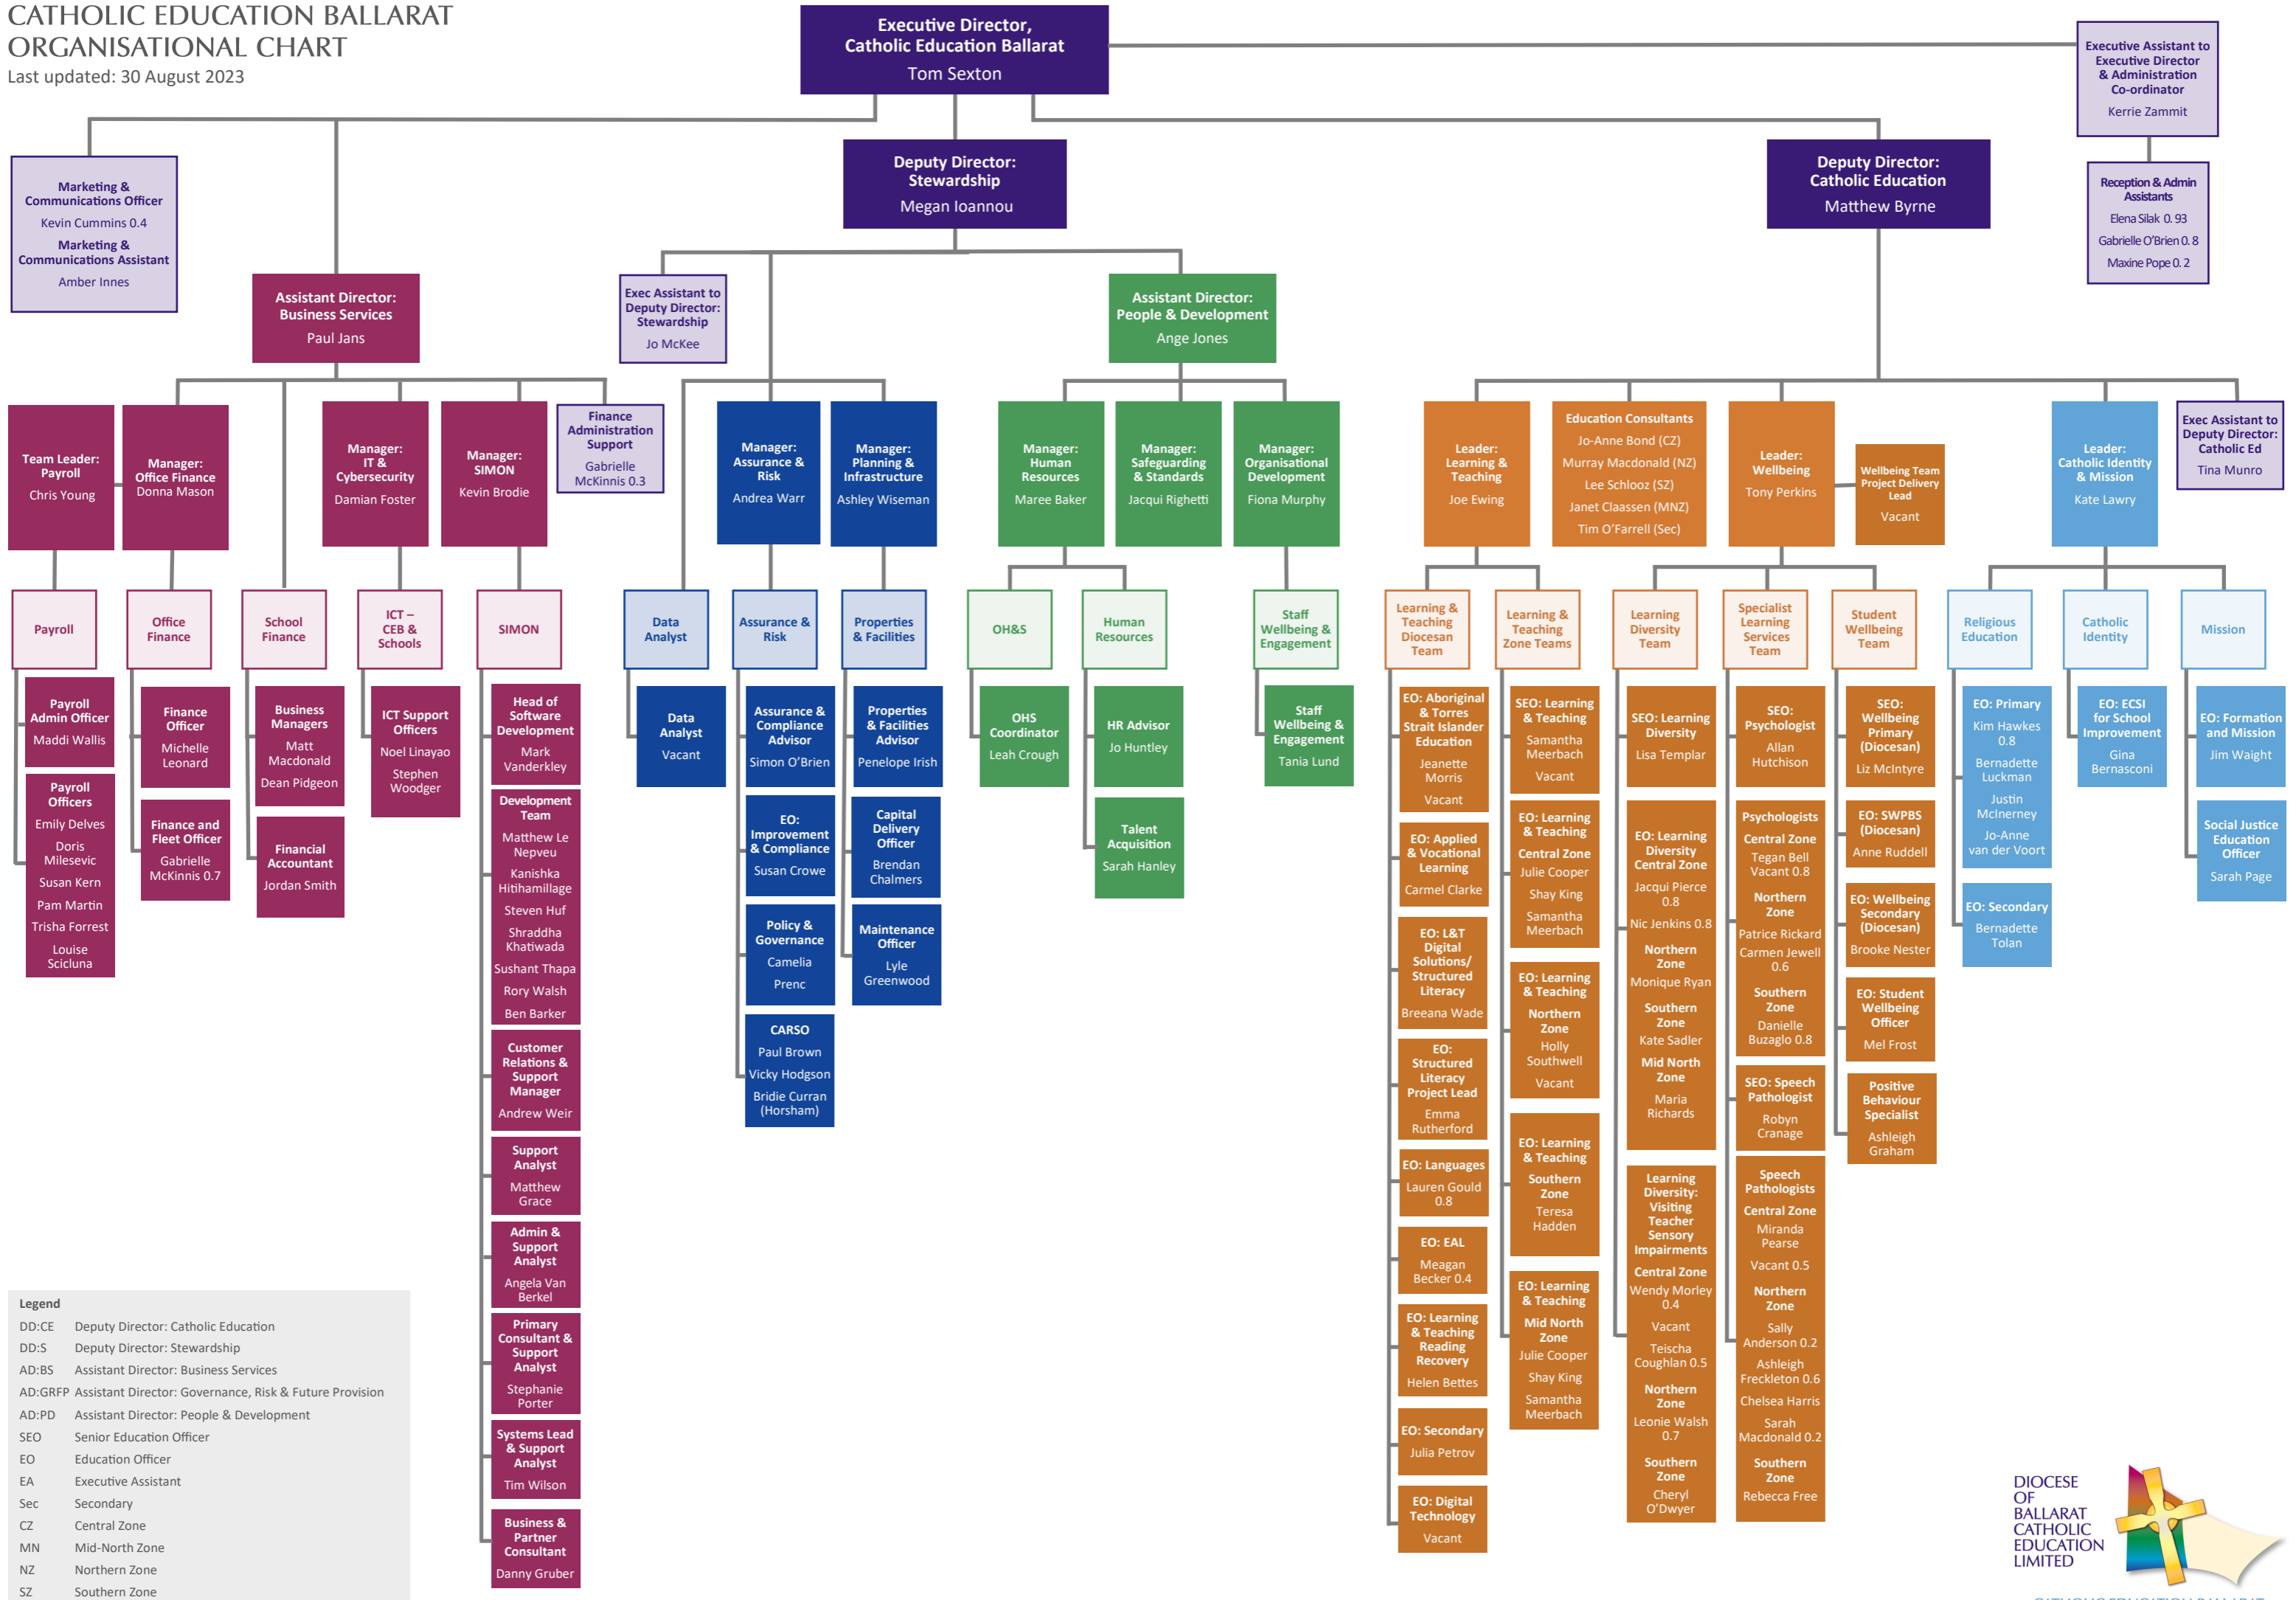 CATHOLIC EDUCATION BALLARAT
ORGANISATIONAL CHART
Last updated: 30 August 2023
Executive Director,
Catholic Education Ballarat
Tom Sexton
Executive Assistant to
Executive Director
& Administration
Co-ordinator
Kerrie Zammit
Reception & Admin
Assistants
Elena Silak 0. 93
Gabrielle O'Brien 0. 8
Maxine Pope 0. 2
Marketing &
Communications Officer
Kevin Cummins 0.4
Marketing &
Communications Assistant
Amber Innes
Deputy Director:
Stewardship
Megan Ioannou
Deputy Director:
Catholic Education
Matthew Byrne
Assistant Director:
Business Services
Paul Jans
Exec Assistant to
Deputy Director:
Stewardship
Jo McKee
Assistant Director:
People & Development
Ange Jones
Team Leader:
Payroll
Chris Young
Manager:
Office Finance
Donna Mason
Manager:
IT &
Cybersecurity
Damian Foster
Manager:
SIMON
Kevin Brodie
Finance
Administration
Support
Gabrielle
McKinnis 0.3
Manager:
Assurance &
Risk
Andrea Warr
Manager:
Planning &
Infrastructure
Ashley Wiseman
Manager:
Human
Resources
Maree Baker
Manager:
Safeguarding
& Standards
Jacqui Righetti
Manager:
Organisational
Development
Fiona Murphy
Leader:
Learning &
Teaching
Joe Ewing
Education Consultants
Jo-Anne Bond (CZ)
Murray Macdonald (NZ)
Lee Schlooz (SZ)
Janet Claassen (MNZ)
Tim O'Farrell (Sec)
Leader:
Wellbeing
Tony Perkins
Wellbeing Team
Project Delivery
Lead
Vacant
Leader:
Catholic Identity
& Mission
Kate Lawry
Exec Assistant to
Deputy Director:
Catholic Ed
Tina Munro
Payroll
Office
Finance
School
Finance
ICT –
CEB &
Schools
SIMON
Data
Analyst
Assurance &
Risk
Properties
& Facilities
OH&S
Human
Resources
Staff
Wellbeing &
Engagement
Learning &
Teaching
Diocesan
Team
Learning &
Teaching
Zone Teams
Learning
Diversity
Team
Specialist
Learning
Services
Team
Student
Wellbeing
Team
Religious
Education
Catholic
Identity
Mission
Payroll
Admin Officer
Maddi Wallis
Payroll
Officers
Emily Delves
Doris
Milesevic
Susan Kern
Pam Martin
Trisha Forrest
Louise
Scicluna
Finance
Officer
Michelle
Leonard
Finance and
Fleet Officer
Gabrielle
McKinnis 0.7
Business
Managers
Matt
Macdonald
Dean Pidgeon
Financial
Accountant
Jordan Smith
ICT Support
Officers
Noel Linayao
Stephen
Woodger
Head of
Software
Development
Mark
Vanderkley
Development
Team
Matthew Le
Nepveu
Kanishka
Hitihamillage
Steven Huf
Shraddha
Khatiwada
Sushant Thapa
Rory Walsh
Ben Barker
Customer
Relations &
Support
Manager
Andrew Weir
Support
Analyst
Matthew
Grace
Admin &
Support
Analyst
Angela Van
Berkel
Primary
Consultant &
Support
Analyst
Stephanie
Porter
Systems Lead
& Support
Analyst
Tim Wilson
Business &
Partner
Consultant
Danny Gruber
Data
Analyst
Vacant
Assurance &
Compliance
Advisor
Simon O'Brien
EO:
Improvement
& Compliance
Susan Crowe
Policy &
Governance
Camelia
Prenc
CARSO
Paul Brown
Vicky Hodgson
Bridie Curran
(Horsham)
Properties
& Facilities
Advisor
Penelope Irish
Capital
Delivery
Officer
Brendan
Chalmers
Maintenance
Officer
Lyle
Greenwood
OHS
Coordinator
Leah Crough
HR Advisor
Jo Huntley
Talent
Acquisition
Sarah Hanley
Staff
Wellbeing &
Engagement
Tania Lund
EO: Aboriginal
& Torres
Strait Islander
Education
Jeanette
Morris
Vacant
EO: Applied
& Vocational
Learning
Carmel Clarke
EO: L&T
Digital
Solutions/
Structured
Literacy
Breeana Wade
EO:
Structured
Literacy
Project Lead
Emma
Rutherford
EO: Languages
Lauren Gould
0.8
EO: EAL
Meagan
Becker 0.4
EO: Learning
& Teaching
Reading
Recovery
Helen Bettes
EO: Secondary
Julia Petrov
EO: Digital
Technology
Vacant
SEO: Learning
& Teaching
Samantha
Meerbach
Vacant
EO: Learning
& Teaching
Central Zone
Julie Cooper
Shay King
Samantha
Meerbach
EO: Learning
& Teaching
Northern
Zone
Holly
Southwell
Vacant
EO: Learning
& Teaching
Southern
Zone
Teresa
Hadden
EO: Learning
& Teaching
Mid North
Zone
Julie Cooper
Shay King
Samantha
Meerbach
SEO: Learning
Diversity
Lisa Templar
EO: Learning
Diversity
Central Zone
Jacqui Pierce
0.8
Nic Jenkins 0.8
Northern
Zone
Monique Ryan
Southern
Zone
Kate Sadler
Mid North
Zone
Maria
Richards
Learning
Diversity:
Visiting
Teacher
Sensory
Impairments
Central Zone
Wendy Morley
0.4
Vacant
Teischa
Coughlan 0.5
Northern
Zone
Leonie Walsh
0.7
Southern
Zone
Cheryl
O'Dwyer
SEO:
Psychologist
Allan
Hutchison
Psychologists
Central Zone
Tegan Bell
Vacant 0.8
Northern
Zone
Patrice Rickard
Carmen Jewell
0.6
Southern
Zone
Danielle
Buzaglo 0.8
SEO: Speech
Pathologist
Robyn
Cranage
Speech
Pathologists
Central Zone
Miranda
Pearse
Vacant 0.5
Northern
Zone
Sally
Anderson 0.2
Ashleigh
Freckleton 0.6
Chelsea Harris
Sarah
Macdonald 0.2
Southern
Zone
Rebecca Free
SEO:
Wellbeing
Primary
(Diocesan)
Liz McIntyre
EO: SWPBS
(Diocesan)
Anne Ruddell
EO: Wellbeing
Secondary
(Diocesan)
Brooke Nester
EO: Student
Wellbeing
Officer
Mel Frost
Positive
Behaviour
Specialist
Ashleigh
Graham
EO: Primary
Kim Hawkes
0.8
Bernadette
Luckman
Justin
McInerney
Jo-Anne
van der Voort
EO: Secondary
Bernadette
Tolan
EO: ECSI
for School
Improvement
Gina
Bernasconi
EO: Formation
and Mission
Jim Waight
Social Justice
Education
Officer
Sarah Page
Legend
DD:CE Deputy Director: Catholic Education
DD:S Deputy Director: Stewardship
AD:BS Assistant Director: Business Services
AD:GRFP Assistant Director: Governance, Risk & Future Provision
AD:PD Assistant Director: People & Development
SEO Senior Education Officer
EO Education Officer
EA Executive Assistant
Sec Secondary
CZ Central Zone
MN Mid-North Zone
NZ Northern Zone
SZ Southern Zone
DIOCESE
OF
BALLARAT
CATHOLIC
EDUCATION
LIMITED